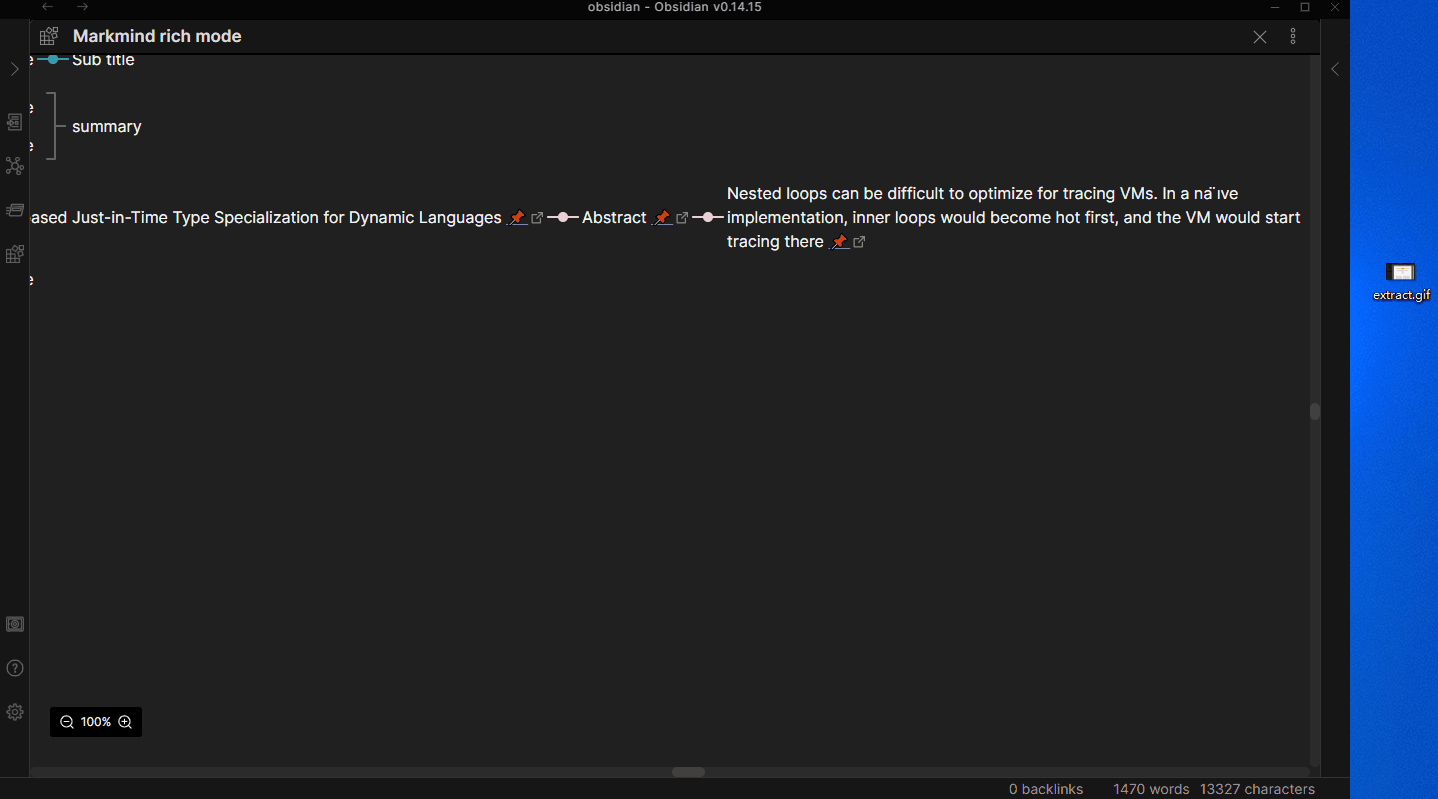 obsidian - Obsidian v0.14.15
Markmind rich mode
Sub title
summary
Just-in-Time Type Specialization for Dynamic Languages
Abstract
Nested loops can be difficult to optimize for tracing VMs. In a na ̈ıve
implementation, inner loops would become hot first, and the VM would start
tracing there
extract.gif
100%
0 backlinks
1470 words
13327 characters